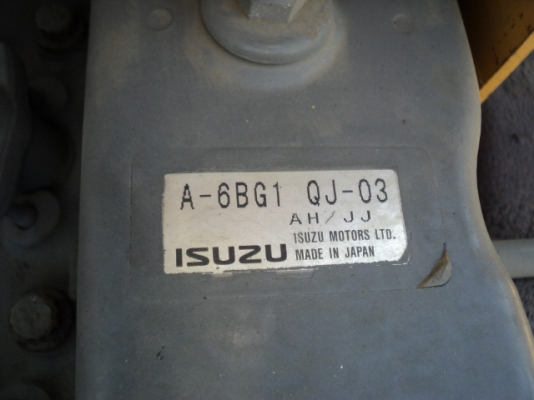 A-6BG1 QJ-03
AH/JJ
ISUZU MOTORS LTD.
ISUZU MADE IN JAPAN